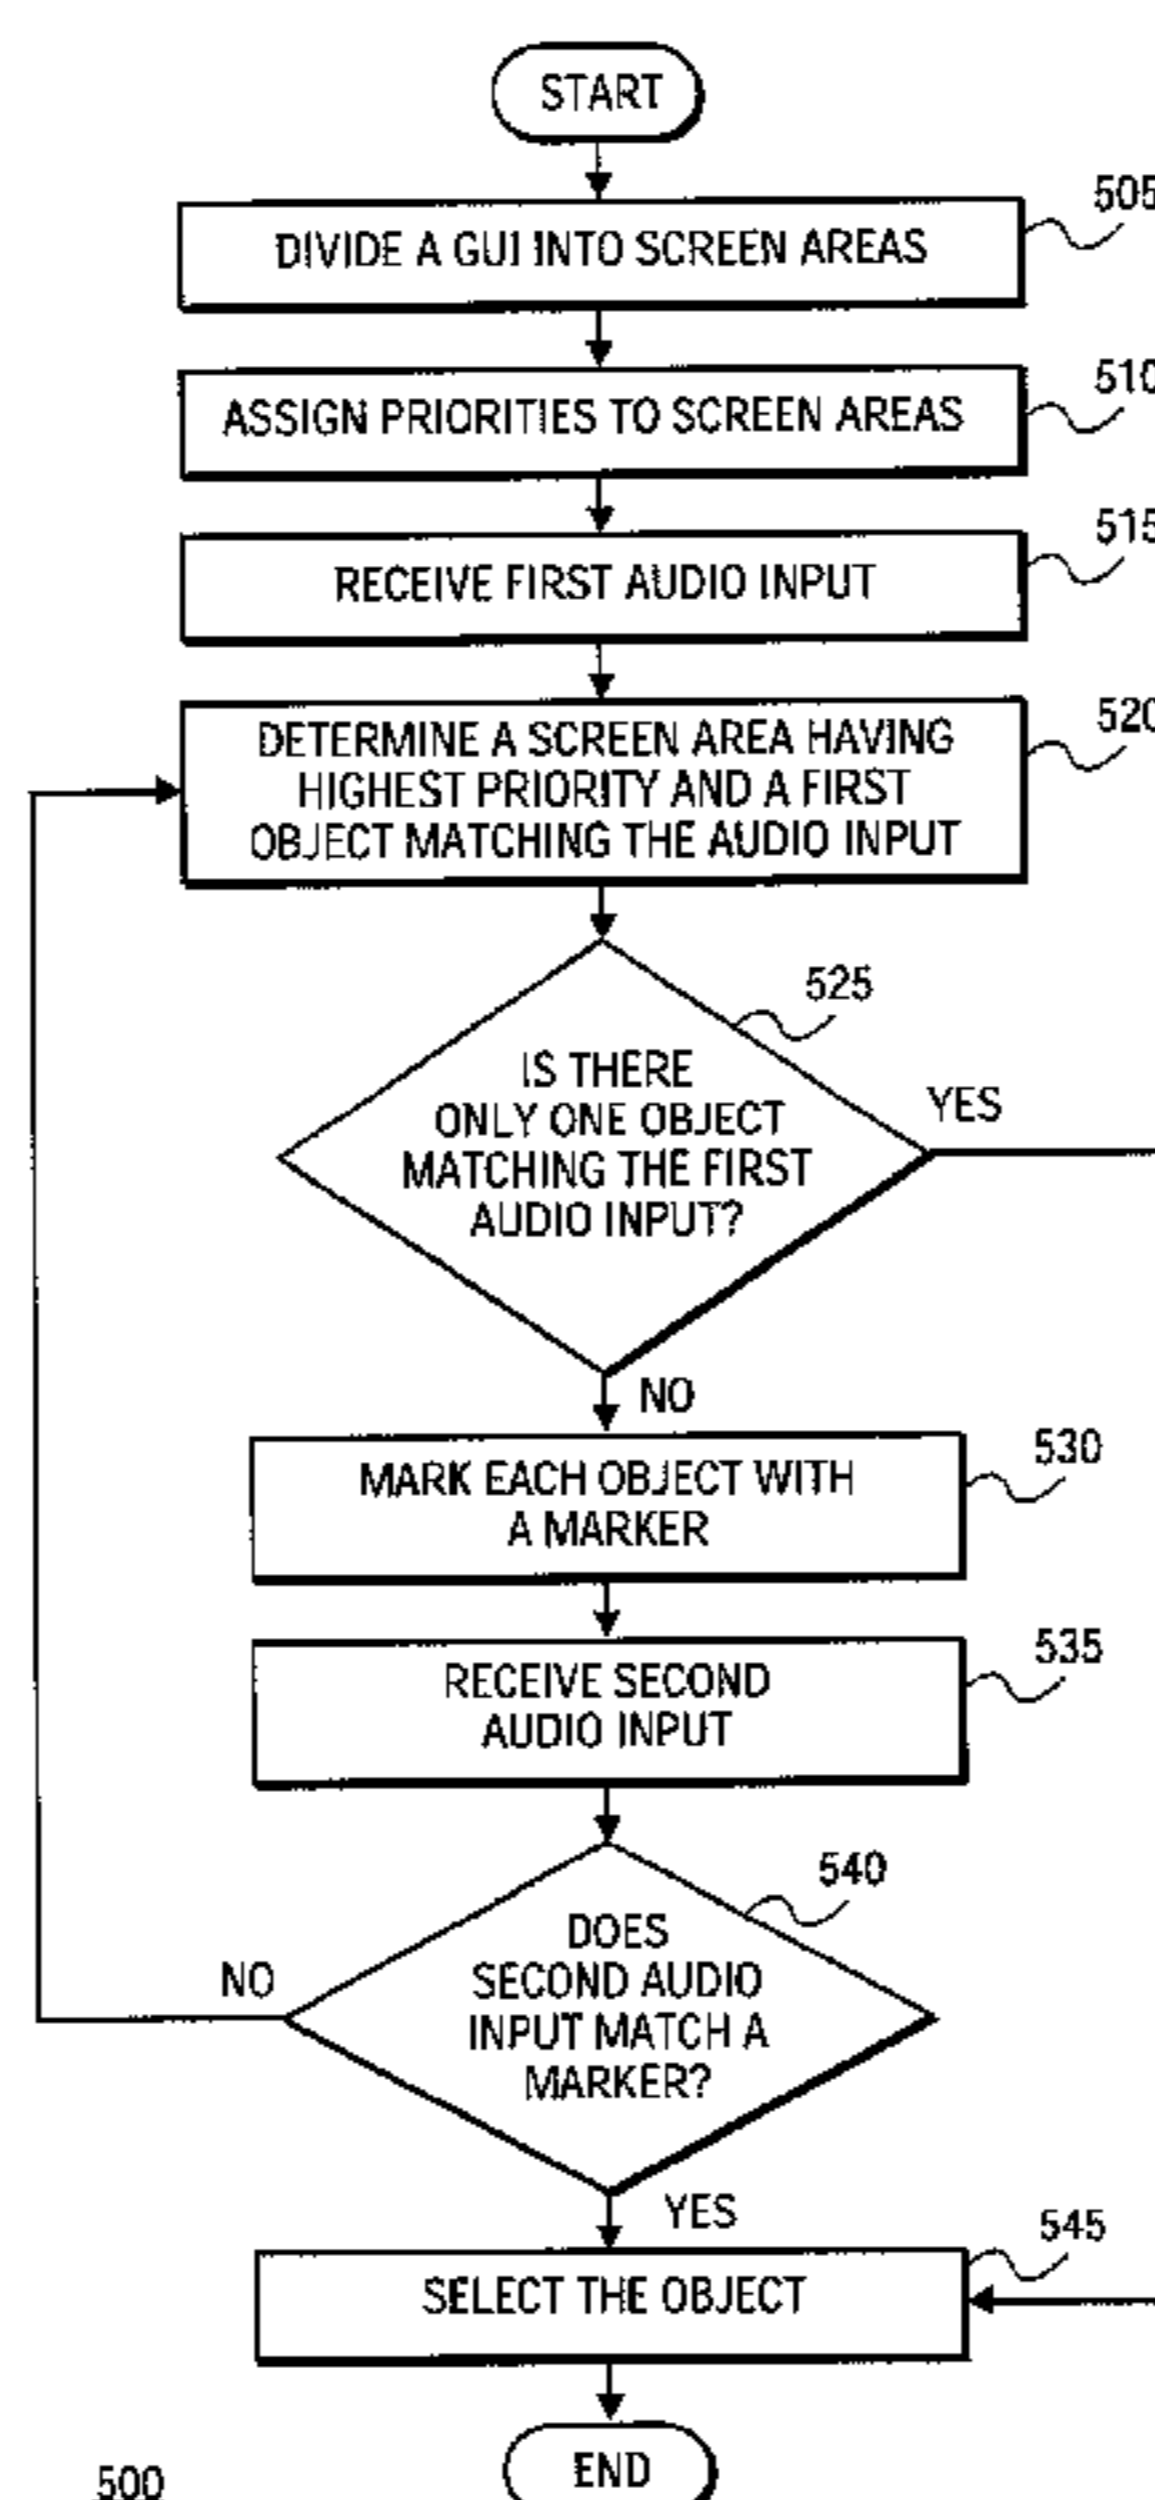 START
505
DIVIDE A GUI INTO SCREEN AREAS
510
ASSIGN PRIORITIES TO SCREEN AREAS
515
RECEIVE FIRST AUDIO INPUT
520
DETERMINE A SCREEN AREA HAVING
HIGHEST PRIORITY AND A FIRST
OBJECT MATCHING THE AUDIO INPUT
525
IS THERE
ONLY ONE OBJECT
MATCHING THE FIRST
AUDIO INPUT?
YES
NO
530
MARK EACH OBJECT WITH
A MARKER
535
RECEIVE SECOND
AUDIO INPUT
540
DOES
SECOND AUDIO
INPUT MATCH A
MARKER?
NO
YES
545
SELECT THE OBJECT
END
500